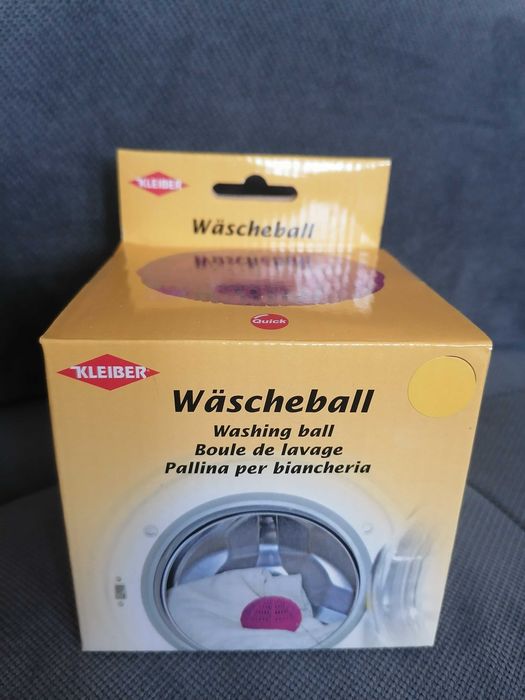 KLEIBER
Wäscheball
Quick
KLEIBER
Wäscheball
Washing ball
Boule de lavage
Pallina per biancheria